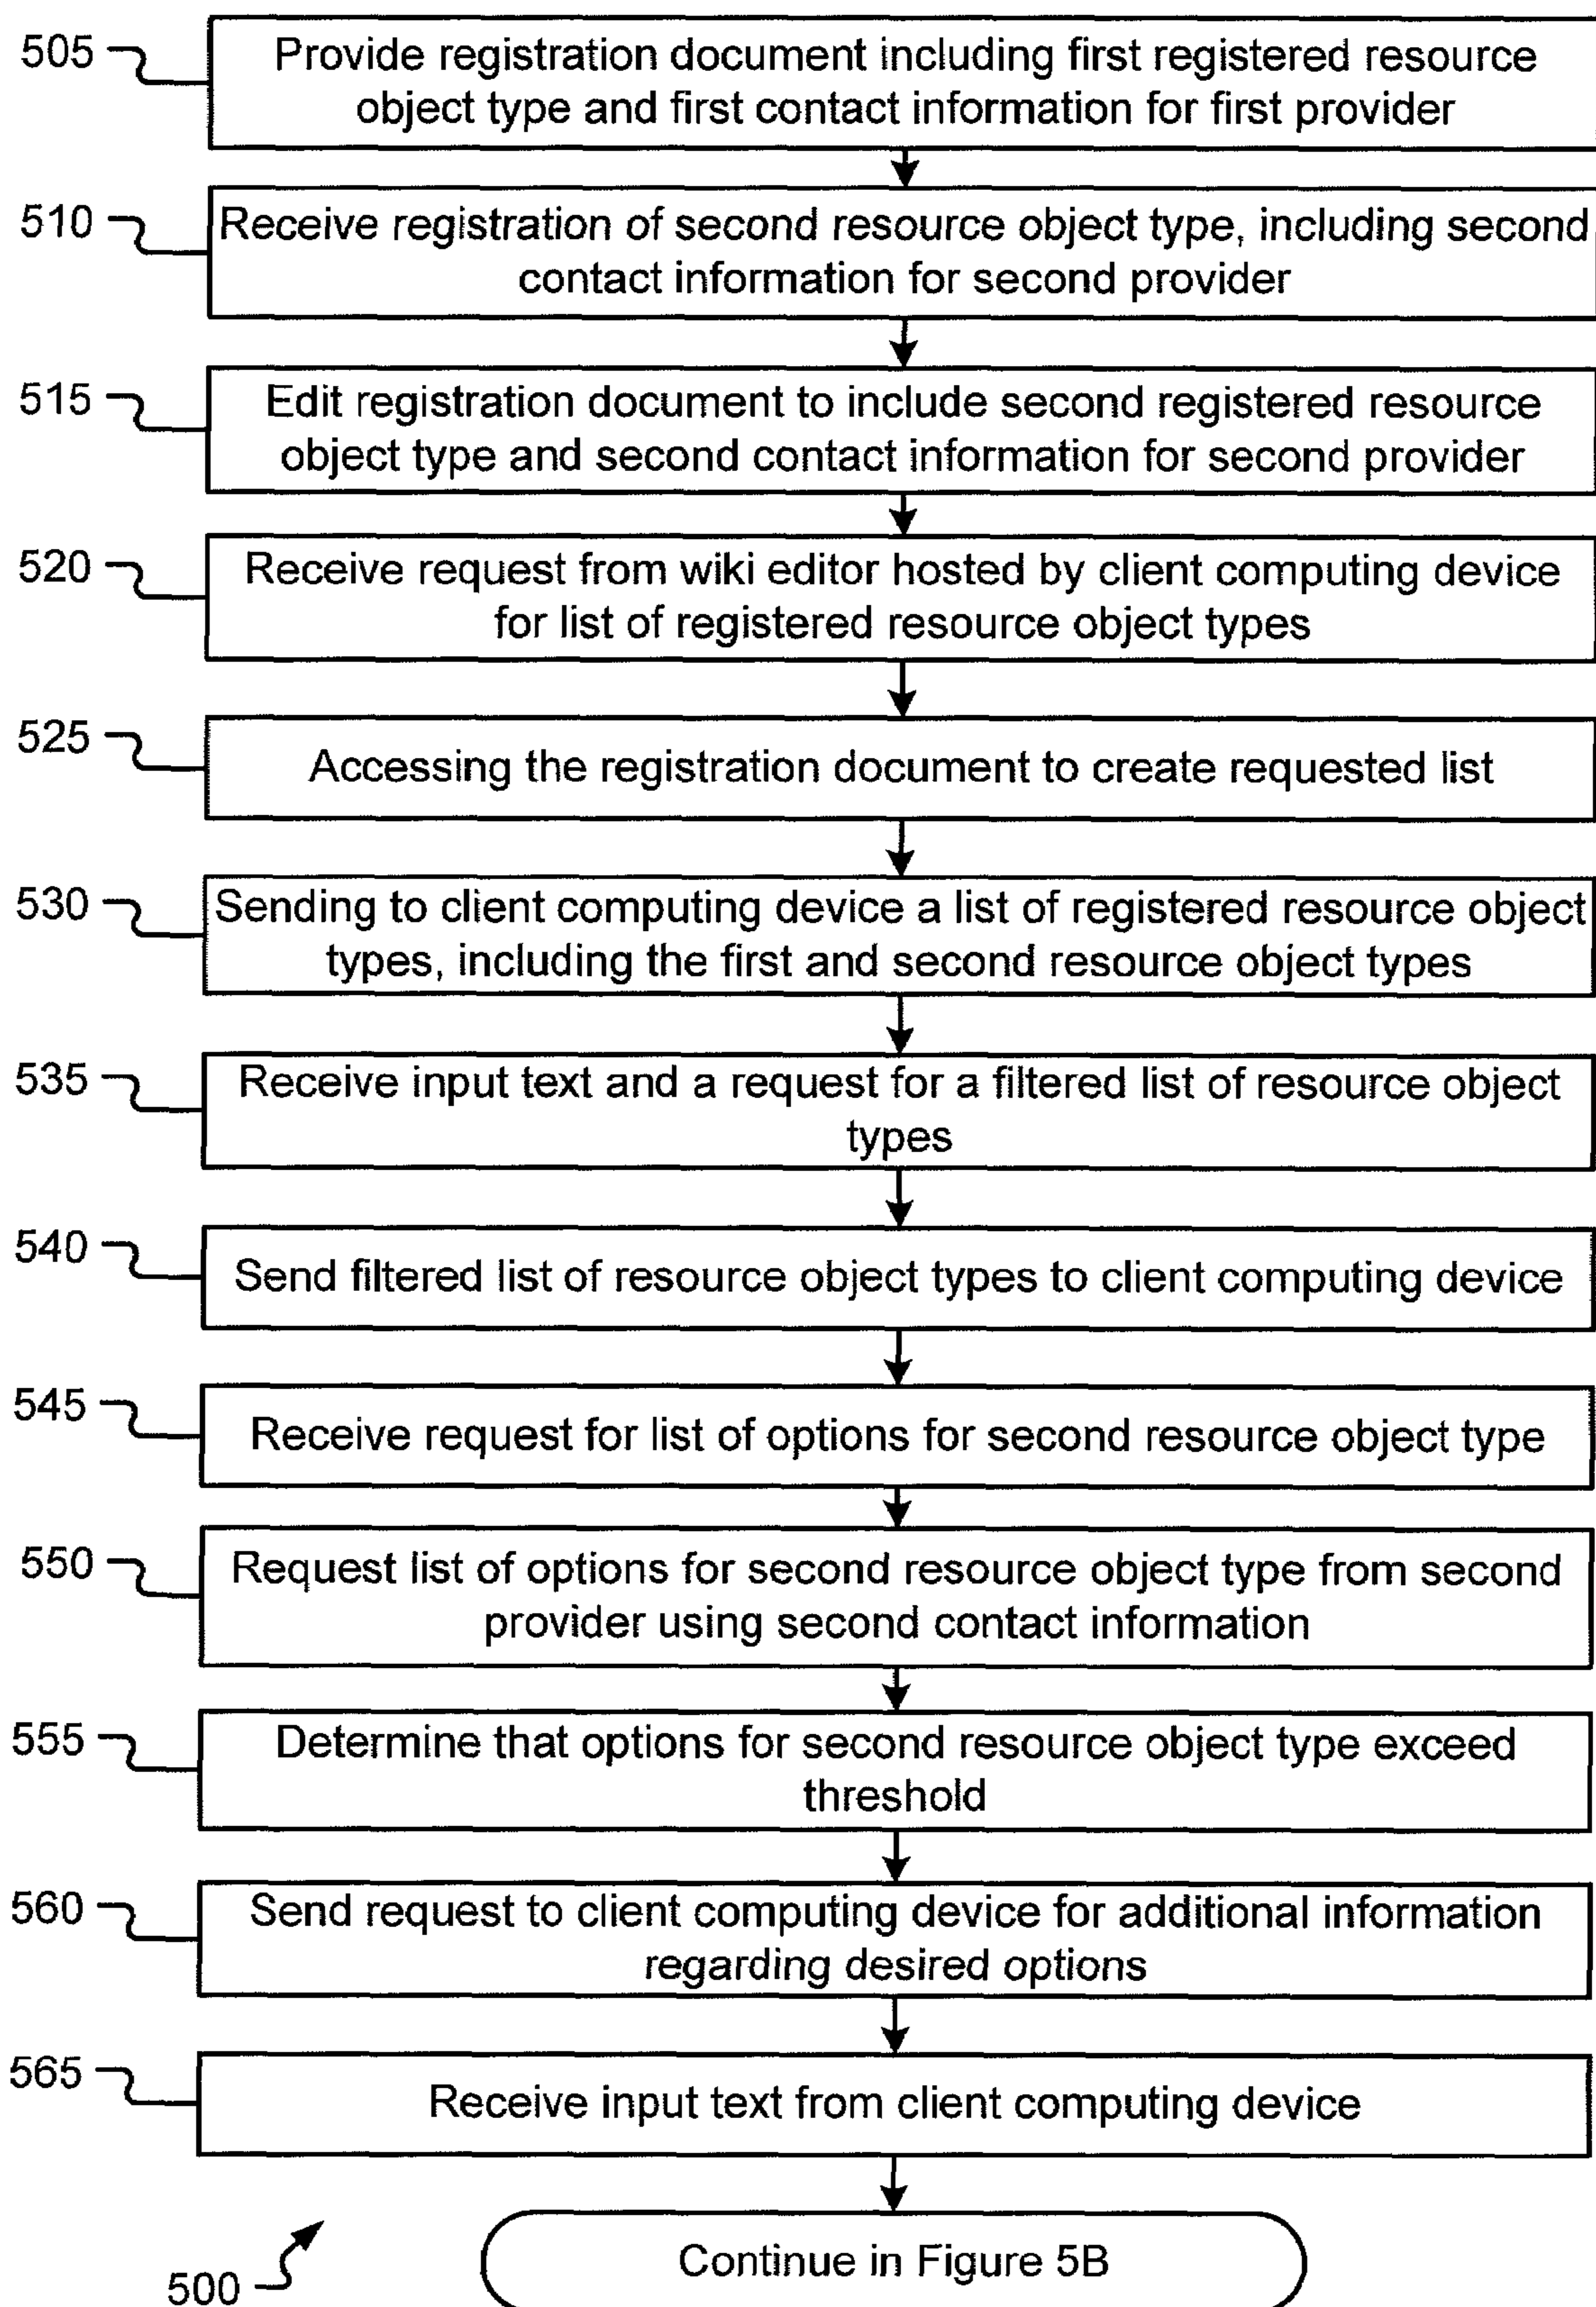 505
Provide registration document including first registered resource
object type and first contact information for first provider
510
Receive registration of second resource object type, including second
contact information for second provider
515
Edit registration document to include second registered resource
object type and second contact information for second provider
520
Receive request from wiki editor hosted by client computing device
for list of registered resource object types
525
Accessing the registration document to create requested list
530
Sending to client computing device a list of registered resource object
types, including the first and second resource object types
535
Receive input text and a request for a filtered list of resource object
types
540
Send filtered list of resource object types to client computing device
545
Receive request for list of options for second resource object type
550
Request list of options for second resource object type from second
provider using second contact information
555
Determine that options for second resource object type exceed
threshold
560
Send request to client computing device for additional information
regarding desired options
565
Receive input text from client computing device
500
Continue in Figure 5B